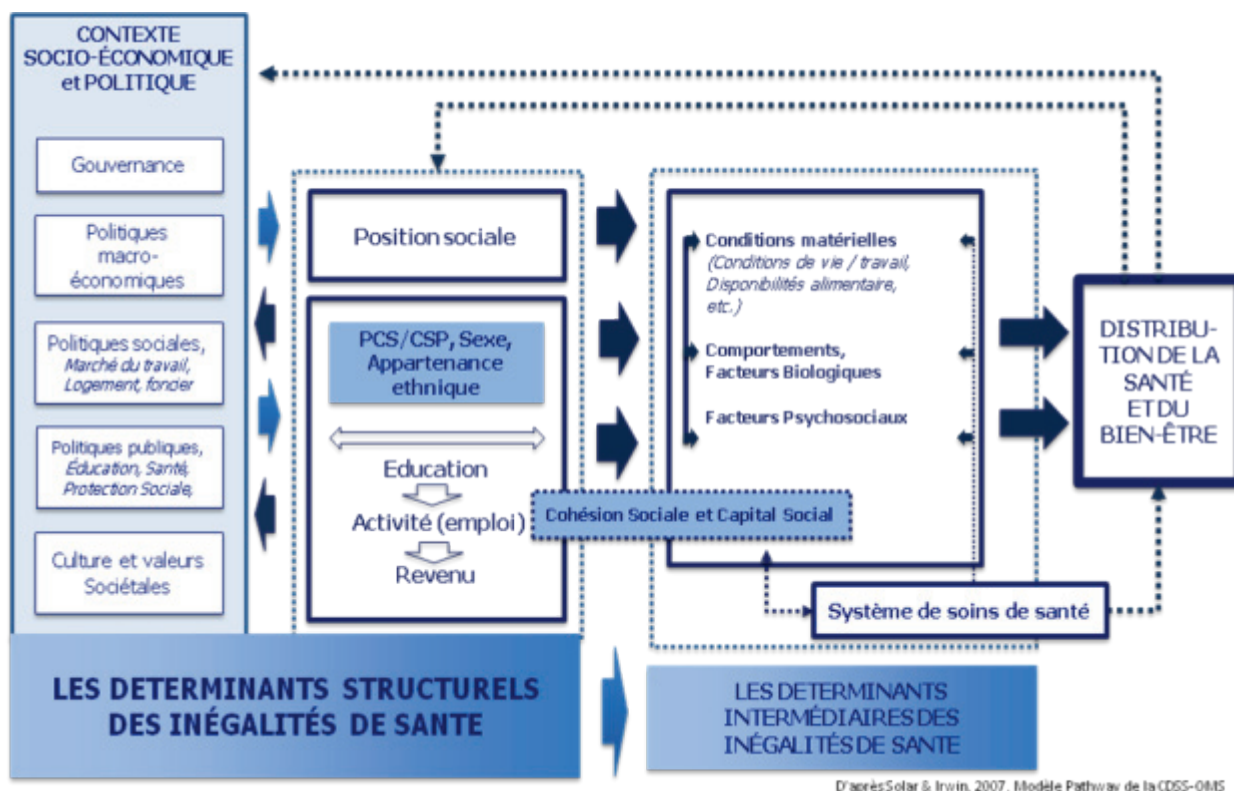 CONTEXTE
SOCIO-ÉCONOMIQUE
et POLITIQUE
Gouvernance
Politiques
macro-
économiques
Politiques sociales,
Marché du travail,
Logement, foncier
Politiques publiques,
Éducation, Santé,
Protection Sociale,
Culture et valeurs
Sociétales
Position sociale
PCS/CSP, Sexe,
Appartenance
ethnique
Education
Activité (emploi)
Revenu
Cohésion Sociale et Capital Social
Conditions matérielles
(Conditions de vie / travail,
Disponibilités alimentaire,
etc.)
Comportements,
Facteurs Biologiques
Facteurs Psychosociaux
Système de soins de santé
DISTRIBU-
TION DE LA
SANTÉ
ET DU
BIEN-ÊTRE
LES DETERMINANTS STRUCTURELS
DES INÉGALITÉS DE SANTE
LES DETERMINANTS
INTERMÉDIAIRES DES
INÉGALITÉS DE SANTE
D'après Solar & Irwin, 2007. Modèle Pathway de la CDSS-OMS